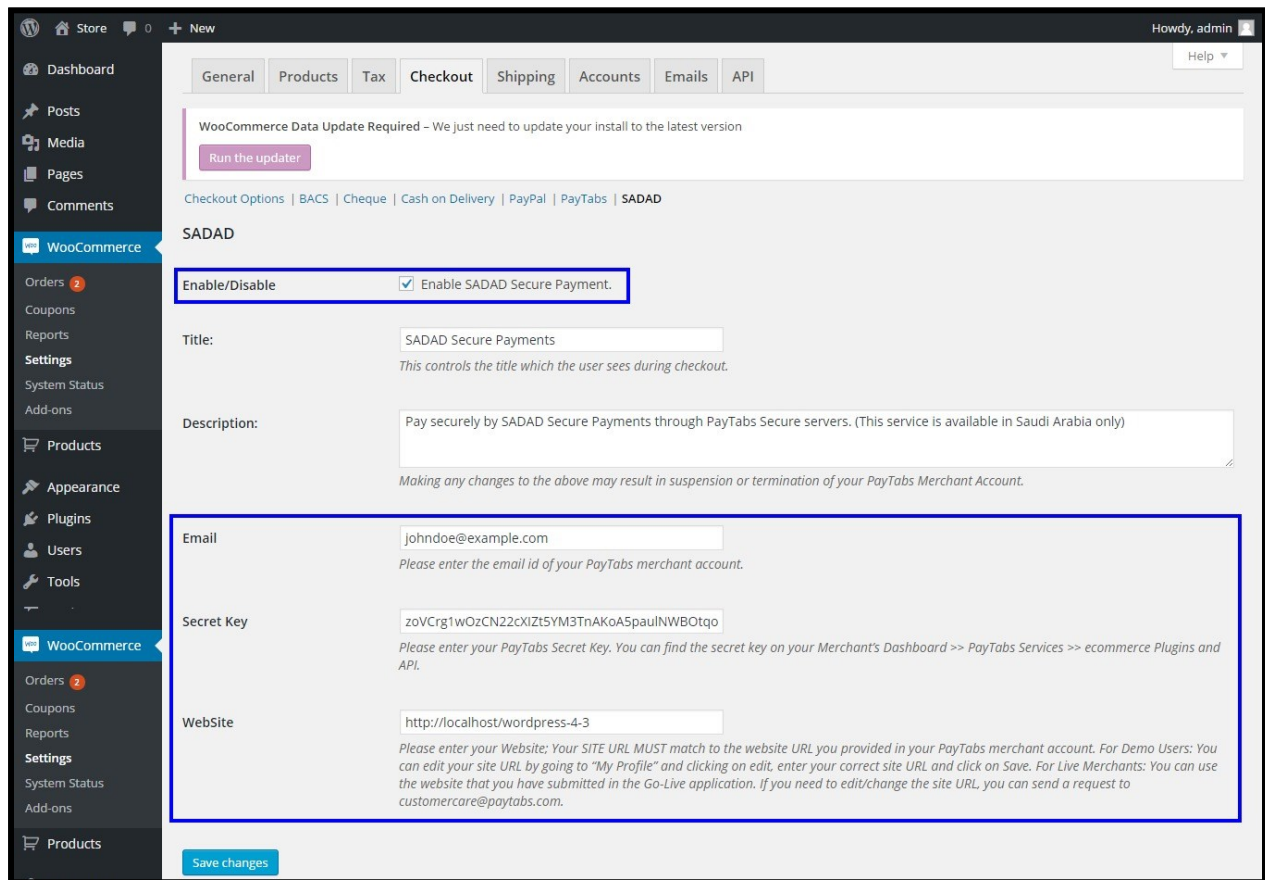 Store 0 + New Howdy, admin
Help
Dashboard
Posts
Media
Pages
Comments
WooCommerce
Orders 2
Coupons
Reports
Settings
System Status
Add-ons
Products
Appearance
Plugins
Users
Tools
WooCommerce
Orders 2
Coupons
Reports
Settings
System Status
Add-ons
Products
General Products Tax Checkout Shipping Accounts Emails API
WooCommerce Data Update Required – We just need to update your install to the latest version
Run the updater
Checkout Options | BACS | Cheque | Cash on Delivery | PayPal | PayTabs | SADAD
SADAD
Enable/Disable Enable SADAD Secure Payment.
Title: SADAD Secure Payments
This controls the title which the user sees during checkout.
Description: Pay securely by SADAD Secure Payments through PayTabs Secure servers. (This service is available in Saudi Arabia only)
Making any changes to the above may result in suspension or termination of your PayTabs Merchant Account.
Email johndoe@example.com
Please enter the email id of your PayTabs merchant account.
Secret Key zoVCrg1wOzCN22cXIZt5YM3TnAKoA5paulNWBOtqo
Please enter your PayTabs Secret Key. You can find the secret key on your Merchant's Dashboard >> PayTabs Services >> ecommerce Plugins and
API.
WebSite http://localhost/wordpress-4-3
Please enter your Website; Your SITE URL MUST match to the website URL you provided in your PayTabs merchant account. For Demo Users: You
can edit your site URL by going to “My Profile” and clicking on edit, enter your correct site URL and click on Save. For Live Merchants: You can use
the website that you have submitted in the Go-Live application. If you need to edit/change the site URL, you can send a request to
customercare@paytabs.com.
Save changes